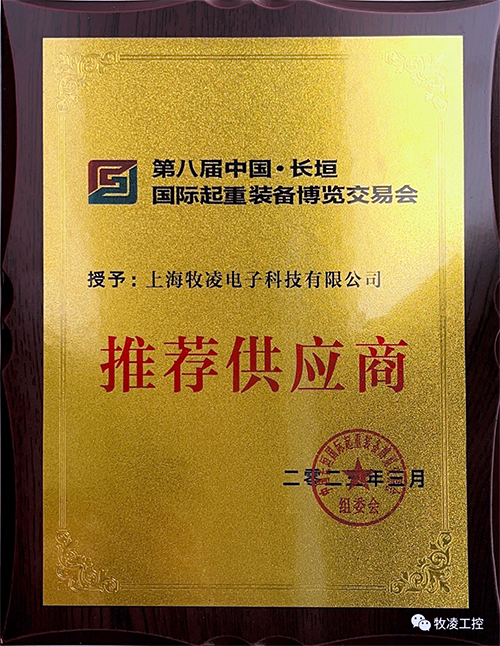 第八届中国·长垣
国际起重装备博览交易会
授予：上海牧凌电子科技有限公司
推荐供应商
二零二三年三月
组委会
牧凌工控